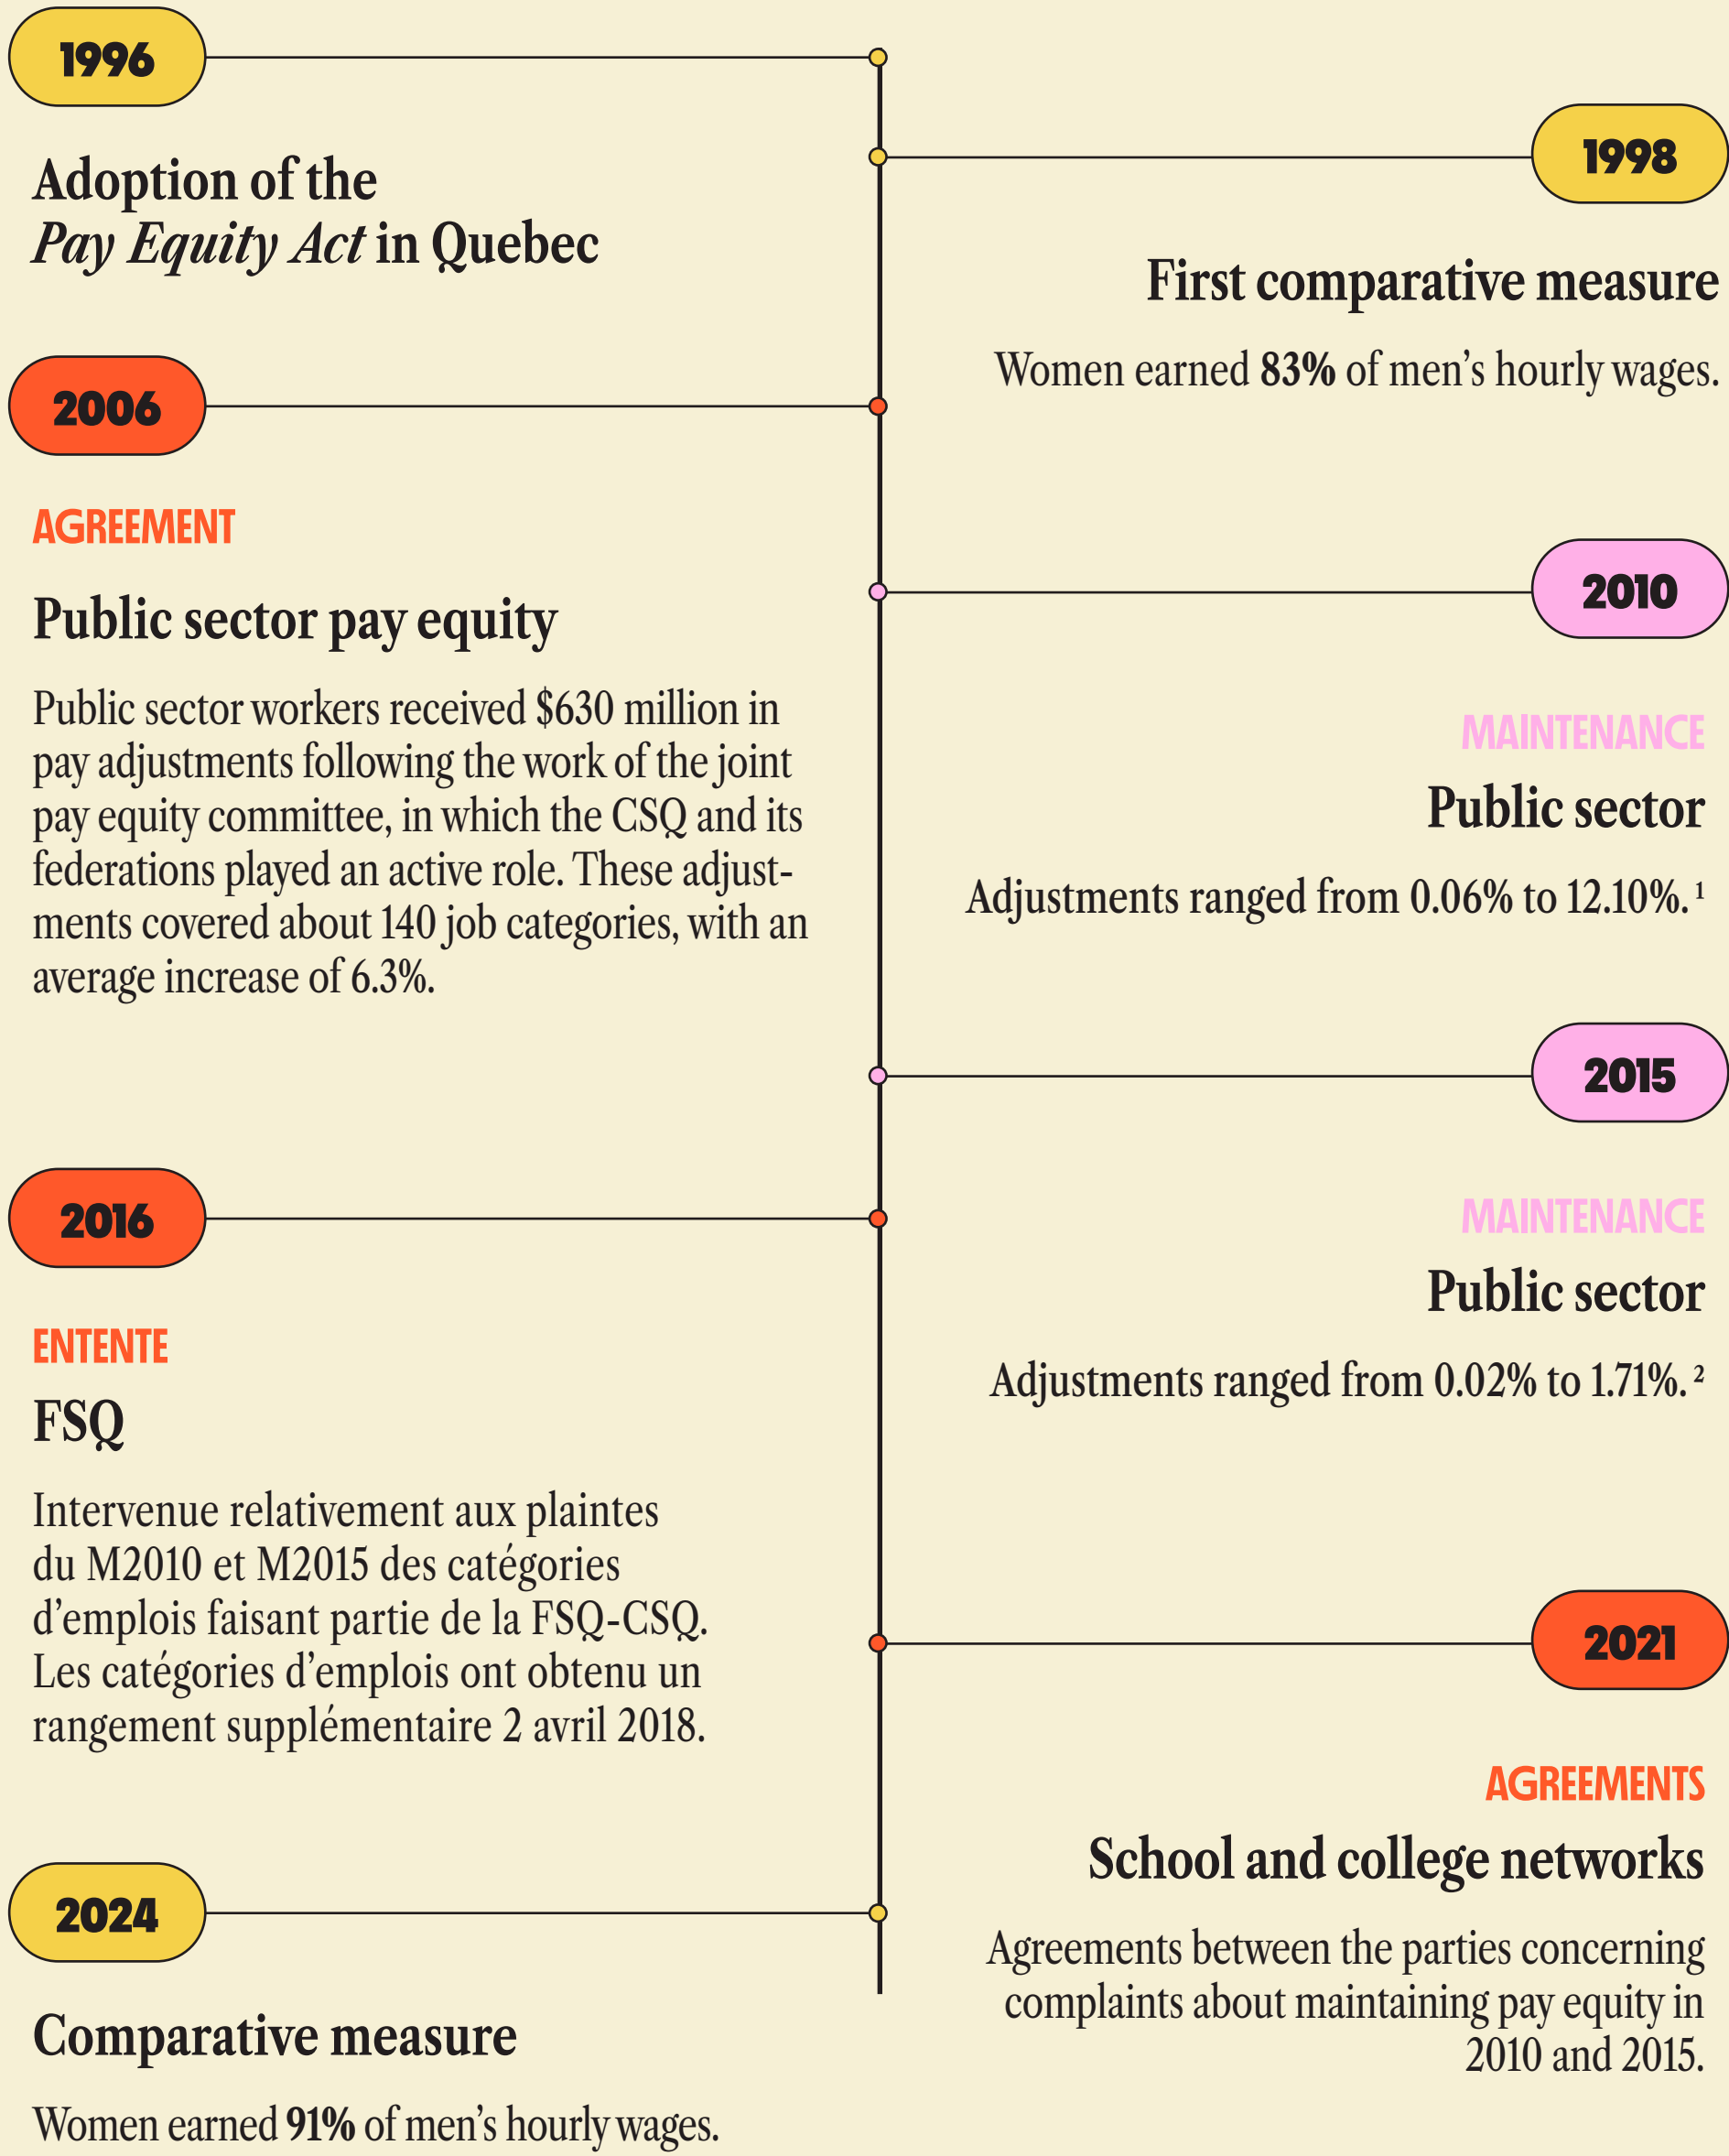 1996
Adoption of the
Pay Equity Act in Quebec
1998
First comparative measure
Women earned 83% of men’s hourly wages.
2006
AGREEMENT
Public sector pay equity
Public sector workers received $630 million in
pay adjustments following the work of the joint
pay equity committee, in which the CSQ and its
federations played an active role. These adjust-
ments covered about 140 job categories, with an
average increase of 6.3%.
2010
MAINTENANCE
Public sector
Adjustments ranged from 0.06% to 12.10%. ¹
2015
MAINTENANCE
Public sector
Adjustments ranged from 0.02% to 1.71%. ²
2016
ENTENTE
FSQ
Intervenue relativement aux plaintes
du M2010 et M2015 des catégories
d’emplois faisant partie de la FSQ-CSQ.
Les catégories d’emplois ont obtenu un
rangement supplémentaire 2 avril 2018.
2021
AGREEMENTS
School and college networks
Agreements between the parties concerning
complaints about maintaining pay equity in
2010 and 2015.
2024
Comparative measure
Women earned 91% of men’s hourly wages.